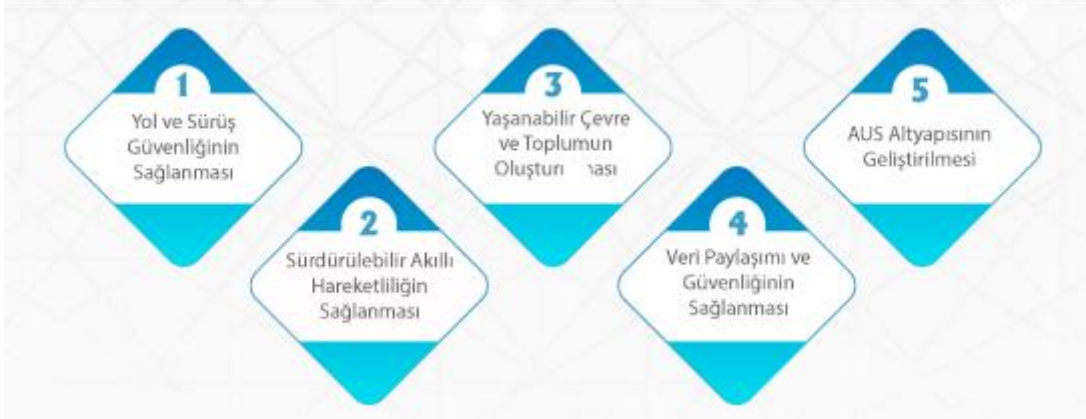 1
Yol ve Sürüş
Güvenliğinin
Sağlanması
2
Sürdürülebilir Akıllı
Hareketliliğin
Sağlanması
3
Yaşanabilir Çevre
ve Toplumun
4
Veri Paylaşımı ve
Güvenliğinin
Sağlanması
5
AUS Altyapısının
Geliştirilmesi